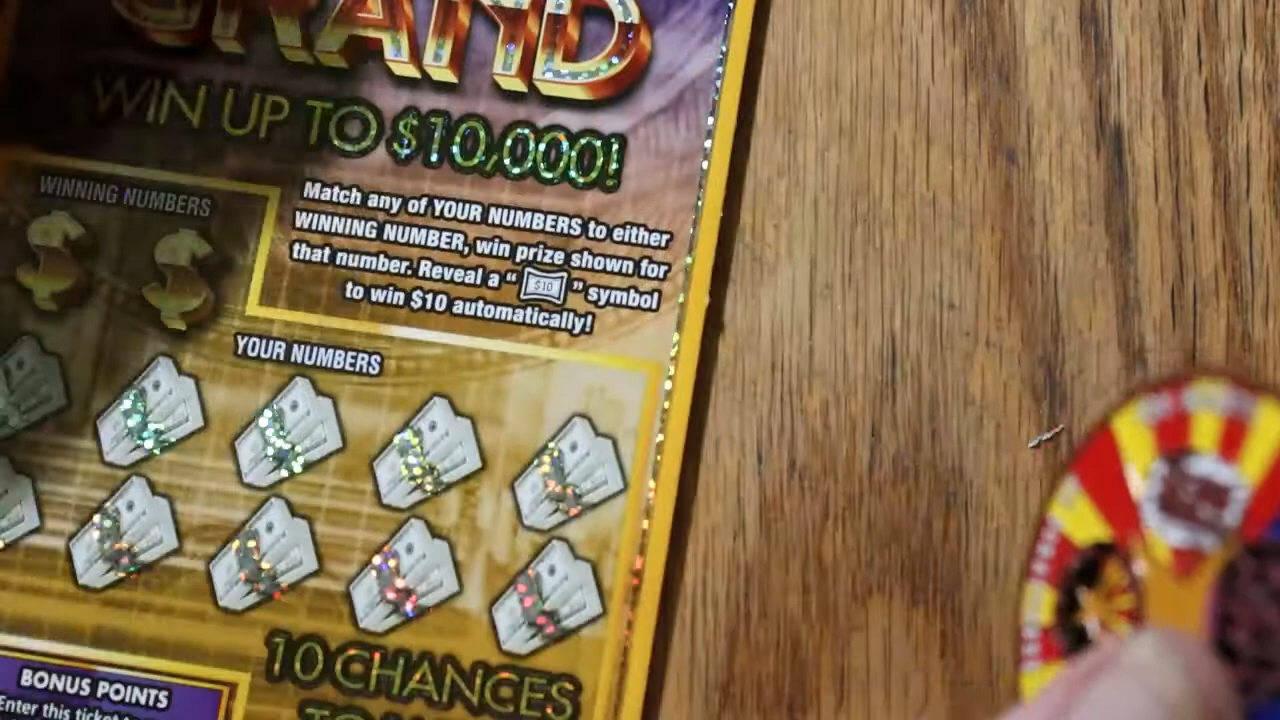 GRAND
WIN UP TO $10,000!
WINNING NUMBERS
Match any of YOUR NUMBERS to either
WINNING NUMBER, win prize shown for
that number. Reveal a “ $10 ” symbol
to win $10 automatically!
YOUR NUMBERS
10 CHANCES
BONUS POINTS
Enter this ticket